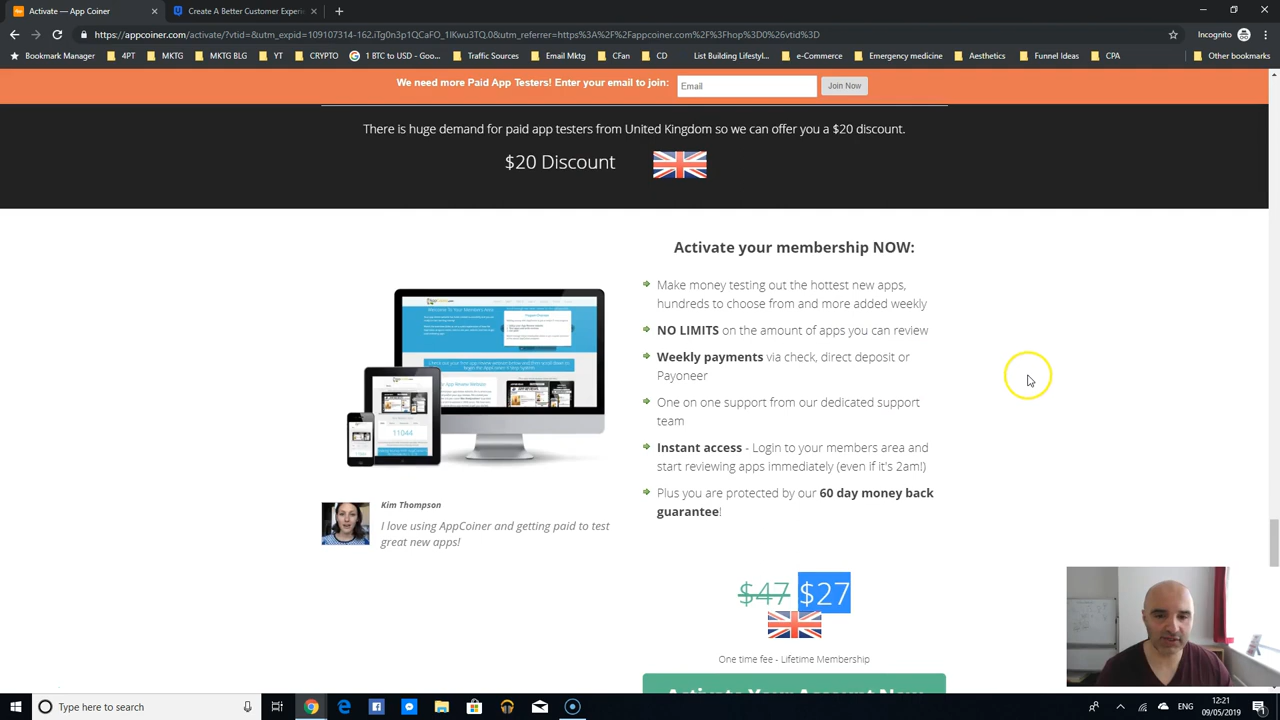 Activate — AppCoiner
Create A Better Customer Experi
https://appcoiner.com/activate/?vtid=&utm_expid=109107314-162.iTg0n3p1QCaFO_1IKwu3TQ.0&utm_referrer=https%3A%2F%2Fappcoiner.com%2F%3Fhop%3D0%26vtid%3D
Incognito
Bookmark Manager
4PT
MKTG
MKTG BLG
YT
CRYPTO
1 BTC to USD - Goo
Traffic Sources
Email Mktg
CFan
CD
List Building Lifestyl
e-Commerce
Emergency medicine
Aesthetics
Funnel Ideas
CPA
Other bookmarks
We need more Paid App Testers! Enter your email to join:
Email
Join Now
There is huge demand for paid app testers from United Kingdom so we can offer you a $20 discount.
$20 Discount
Activate your membership NOW:
Make money testing out the hottest new apps,
hundreds to choose from and more added weekly
NO LIMITS on the amount of apps you can review
Weekly payments via check, direct deposit or
Payoneer
One on one support from our dedicated support
team
Instant access - Login to your members area and
start reviewing apps immediately (even if it's 2am!)
Plus you are protected by our 60 day money back
guarantee!
11044
Kim Thompson
I love using AppCoiner and getting paid to test
great new apps!
$47 $27
One time fee - Lifetime Membership
Activate Your Account Now
Type here to search
ENG
12:21
09/05/2019